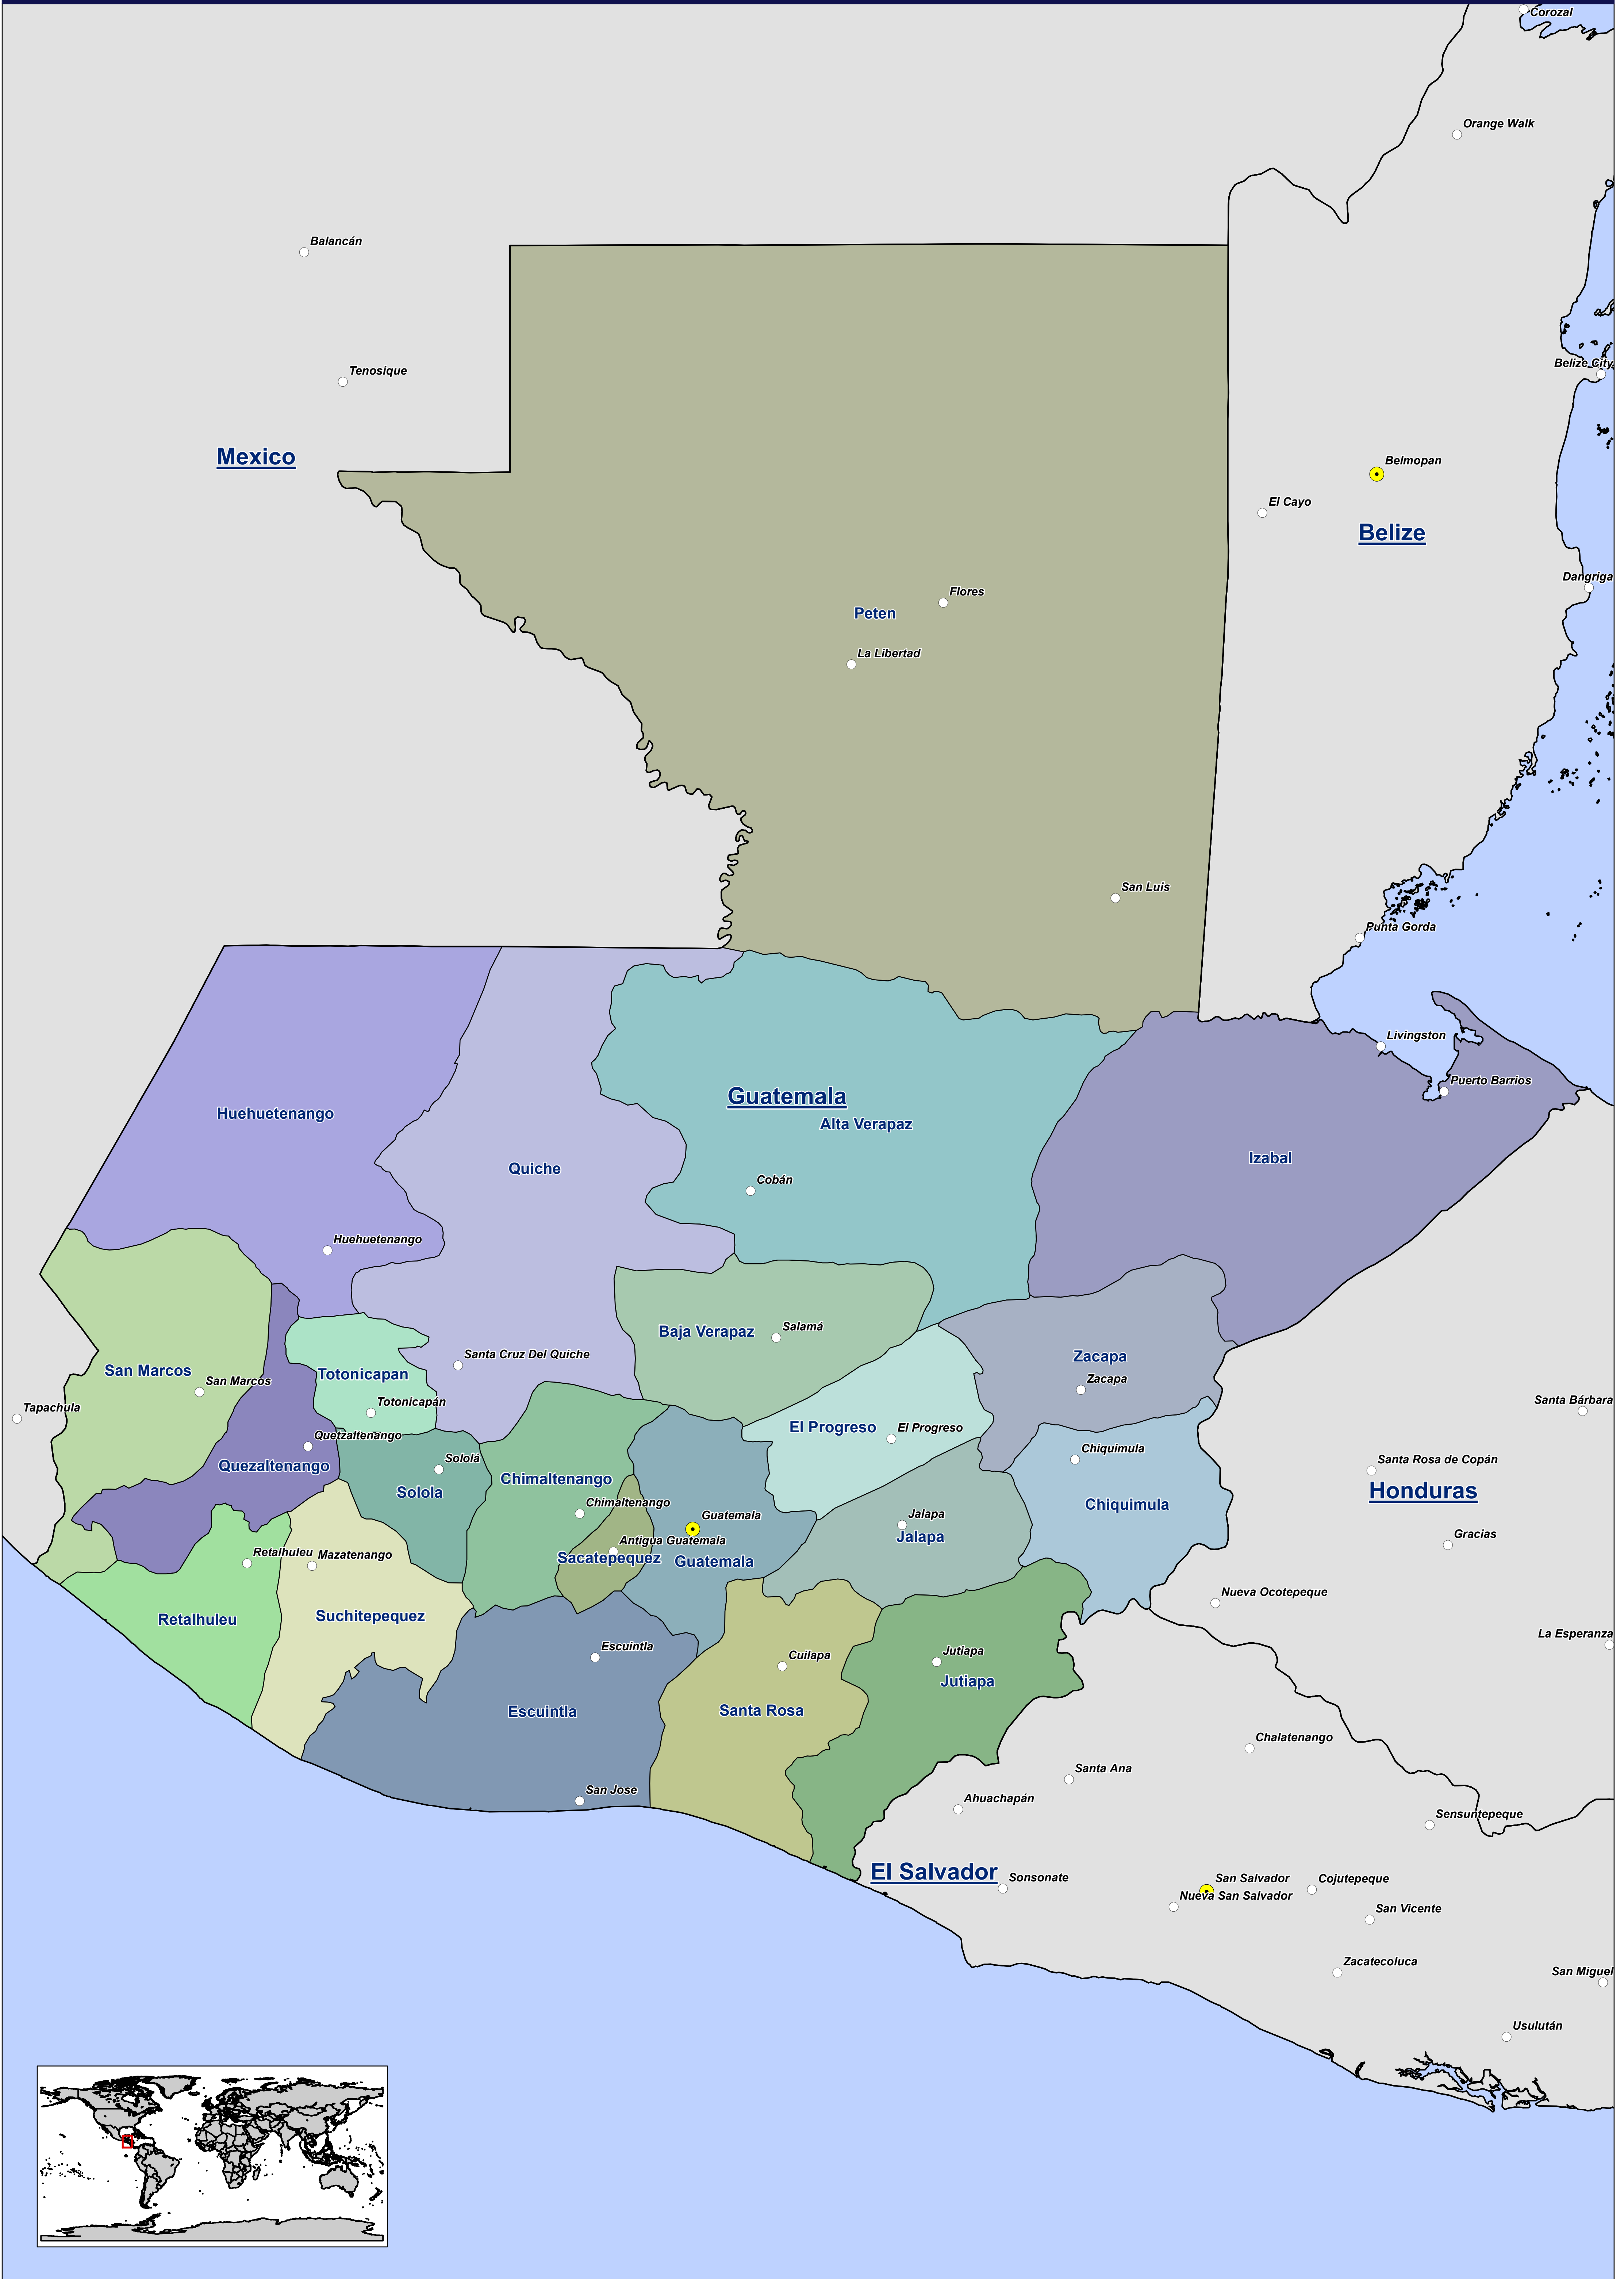 Corozal
Orange Walk
Balancán
Belize City
Tenosique
Mexico
Belmopan
El Cayo
Belize
Dangriga
Flores
Peten
La Libertad
San Luis
Punta Gorda
Livingston
Puerto Barrios
Guatemala
Huehuetenango
Alta Verapaz
Izabal
Quiche
Cobán
Huehuetenango
Baja Verapaz
Salamá
Santa Cruz Del Quiche
Zacapa
San Marcos
Totonicapan
San Marcos
Zacapa
Totonicapán
Tapachula
Santa Bárbara
El Progreso
El Progreso
Quetzaltenango
Chiquimula
Sololá
Quezaltenango
Santa Rosa de Copán
Chimaltenango
Solola
Honduras
Chimaltenango
Chiquimula
Guatemala
Jalapa
Jalapa
Gracias
Antigua Guatemala
Retalhuleu
Mazatenango
Sacatepequez
Guatemala
Nueva Ocotepeque
Retalhuleu
Suchitepequez
La Esperanza
Escuintla
Cuilapa
Jutiapa
Jutiapa
Escuintla
Santa Rosa
Chalatenango
Santa Ana
San Jose
Ahuachapán
Sensuntepeque
El Salvador
Sonsonate
San Salvador
Cojutepeque
Nueva San Salvador
San Vicente
Zacatecoluca
San Miguel
Usulután